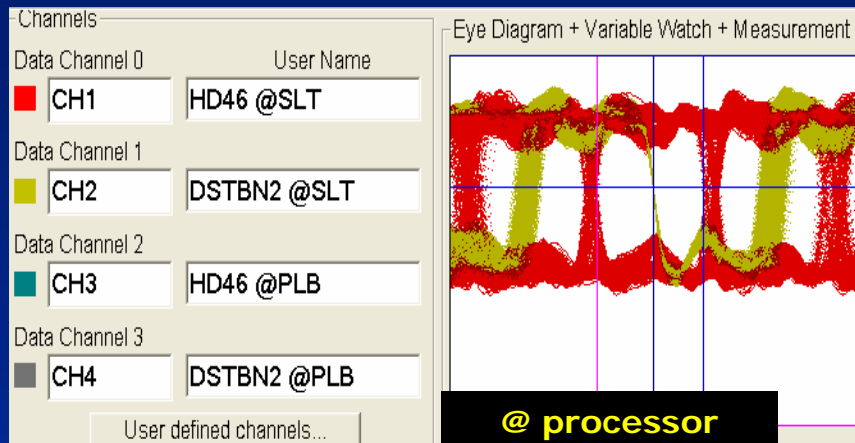 Channels
Data Channel 0 User Name
CH1 HD46 @SLT
Data Channel 1
CH2 DSTBN2 @SLT
Data Channel 2
CH3 HD46 @PLB
Data Channel 3
CH4 DSTBN2 @PLB
User defined channels...
Eye Diagram + Variable Watch + Measurement
@ processor